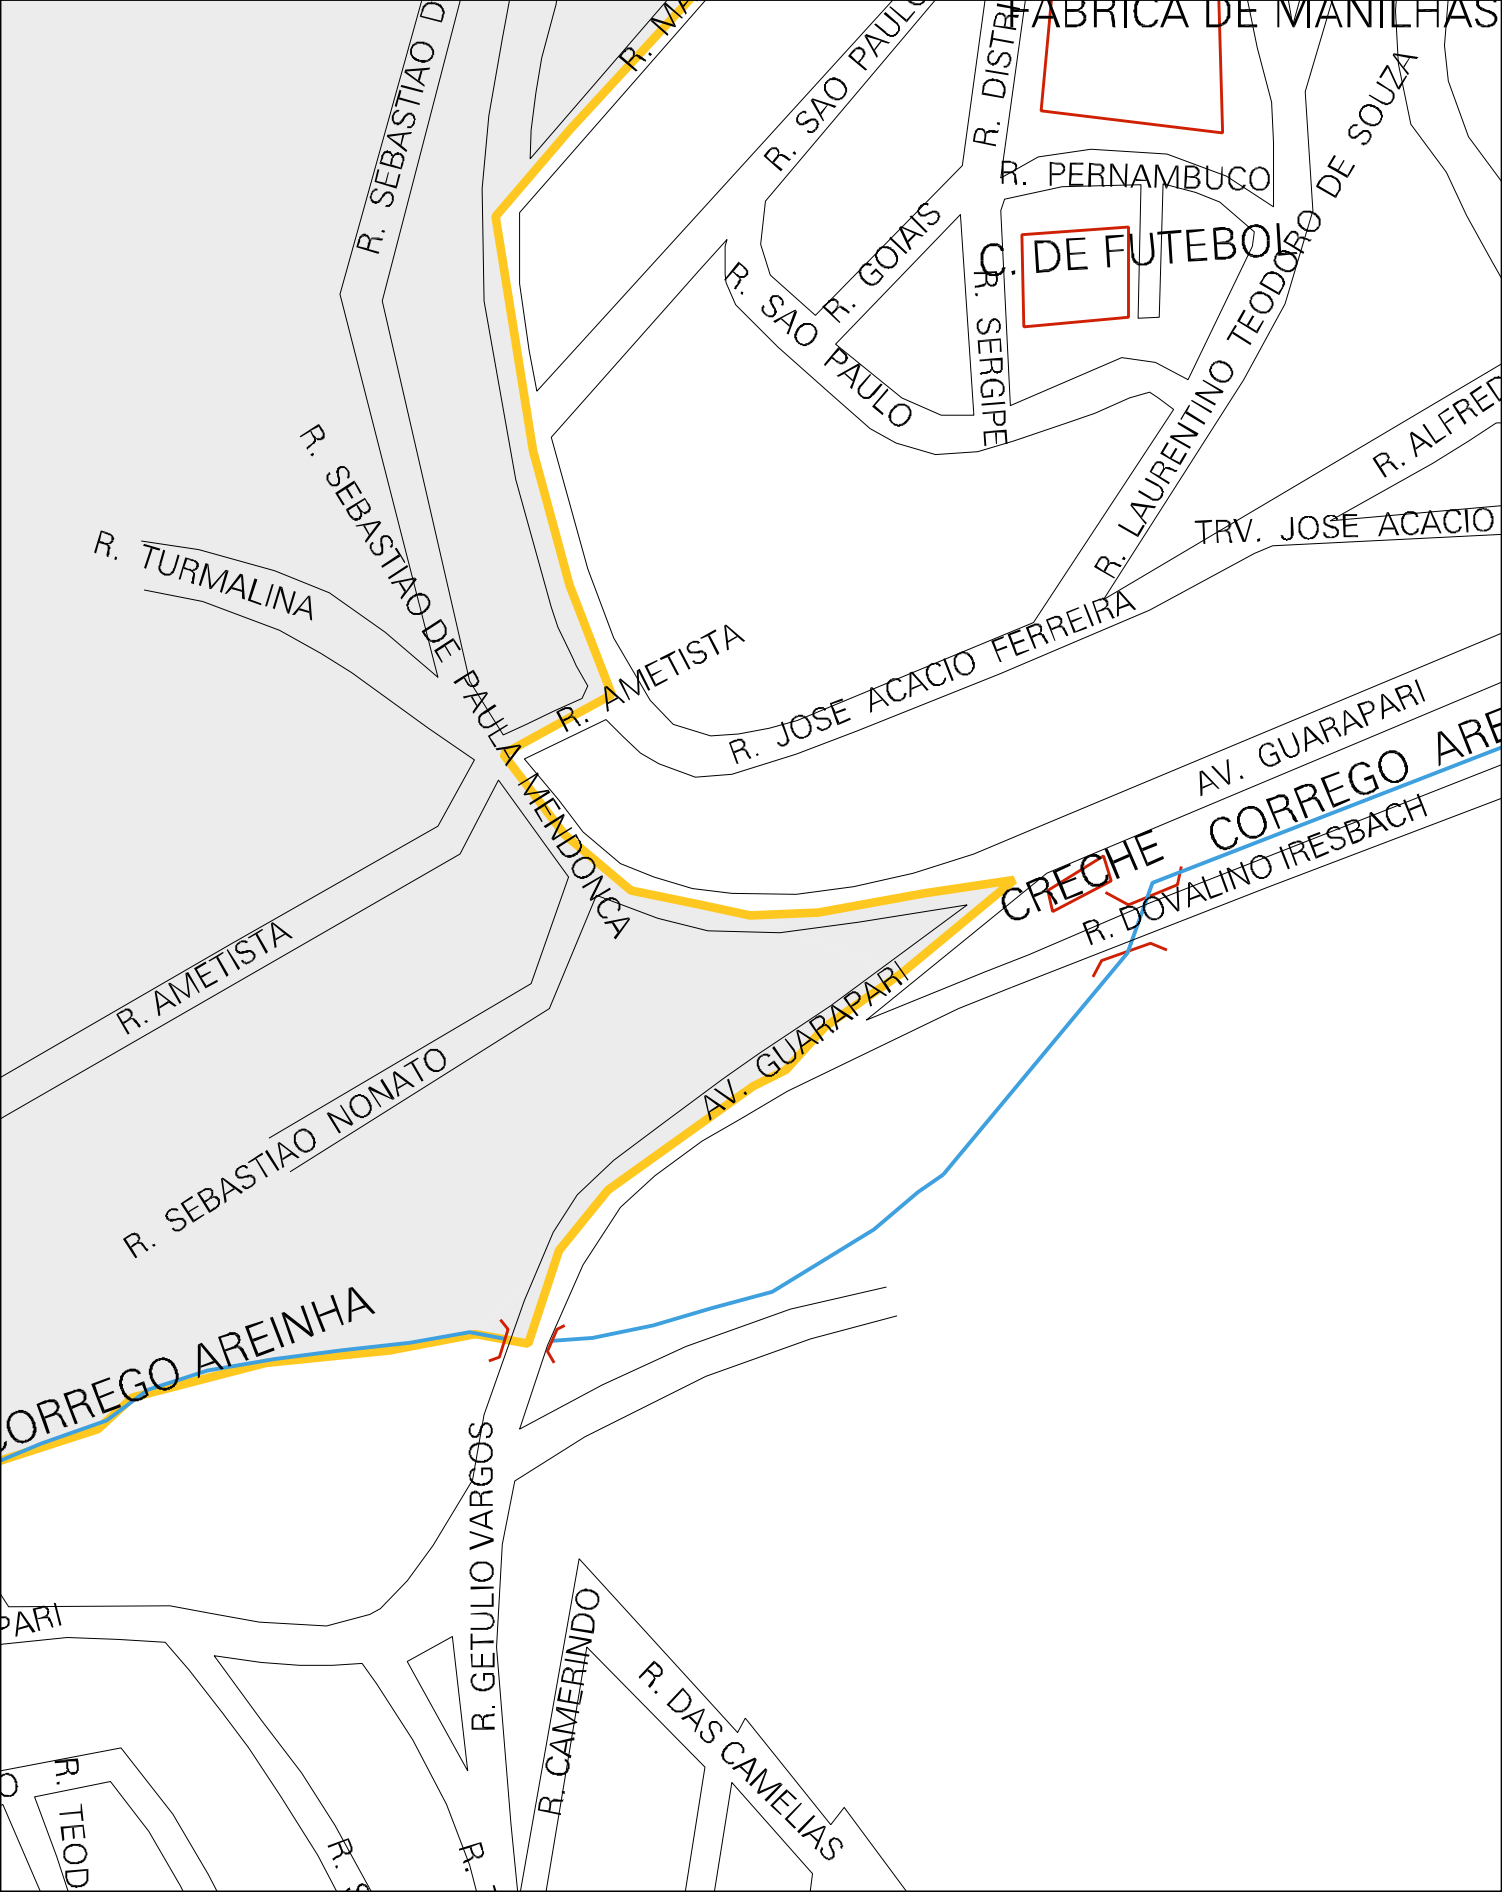 FABRICA DE MANILHAS
R. SEBASTIAO D
R. MA
R. SAO PAULO
R. DISTRI
R. PERNAMBUCO
R. GOIAIS
C. DE FUTEBOL
R. SAO PAULO
R. SERGIPE
R. LAURENTINO TEODORO DE SOUZA
R. ALFRED
TRV. JOSE ACACIO
R. SEBASTIAO DE PAULA MENDONCA
R. TURMALINA
R. AMETISTA
R. JOSE ACACIO FERREIRA
AV. GUARAPARI
CORREGO ARE
CRECHE
R. DOVALINO IRESBACH
R. AMETISTA
AV. GUARAPARI
R. SEBASTIAO NONATO
CORREGO AREINHA
R. GETULIO VARGOS
PARI
R. CAMERINDO
R. DAS CAMELIAS
O
R. TEOD
R. S
R.